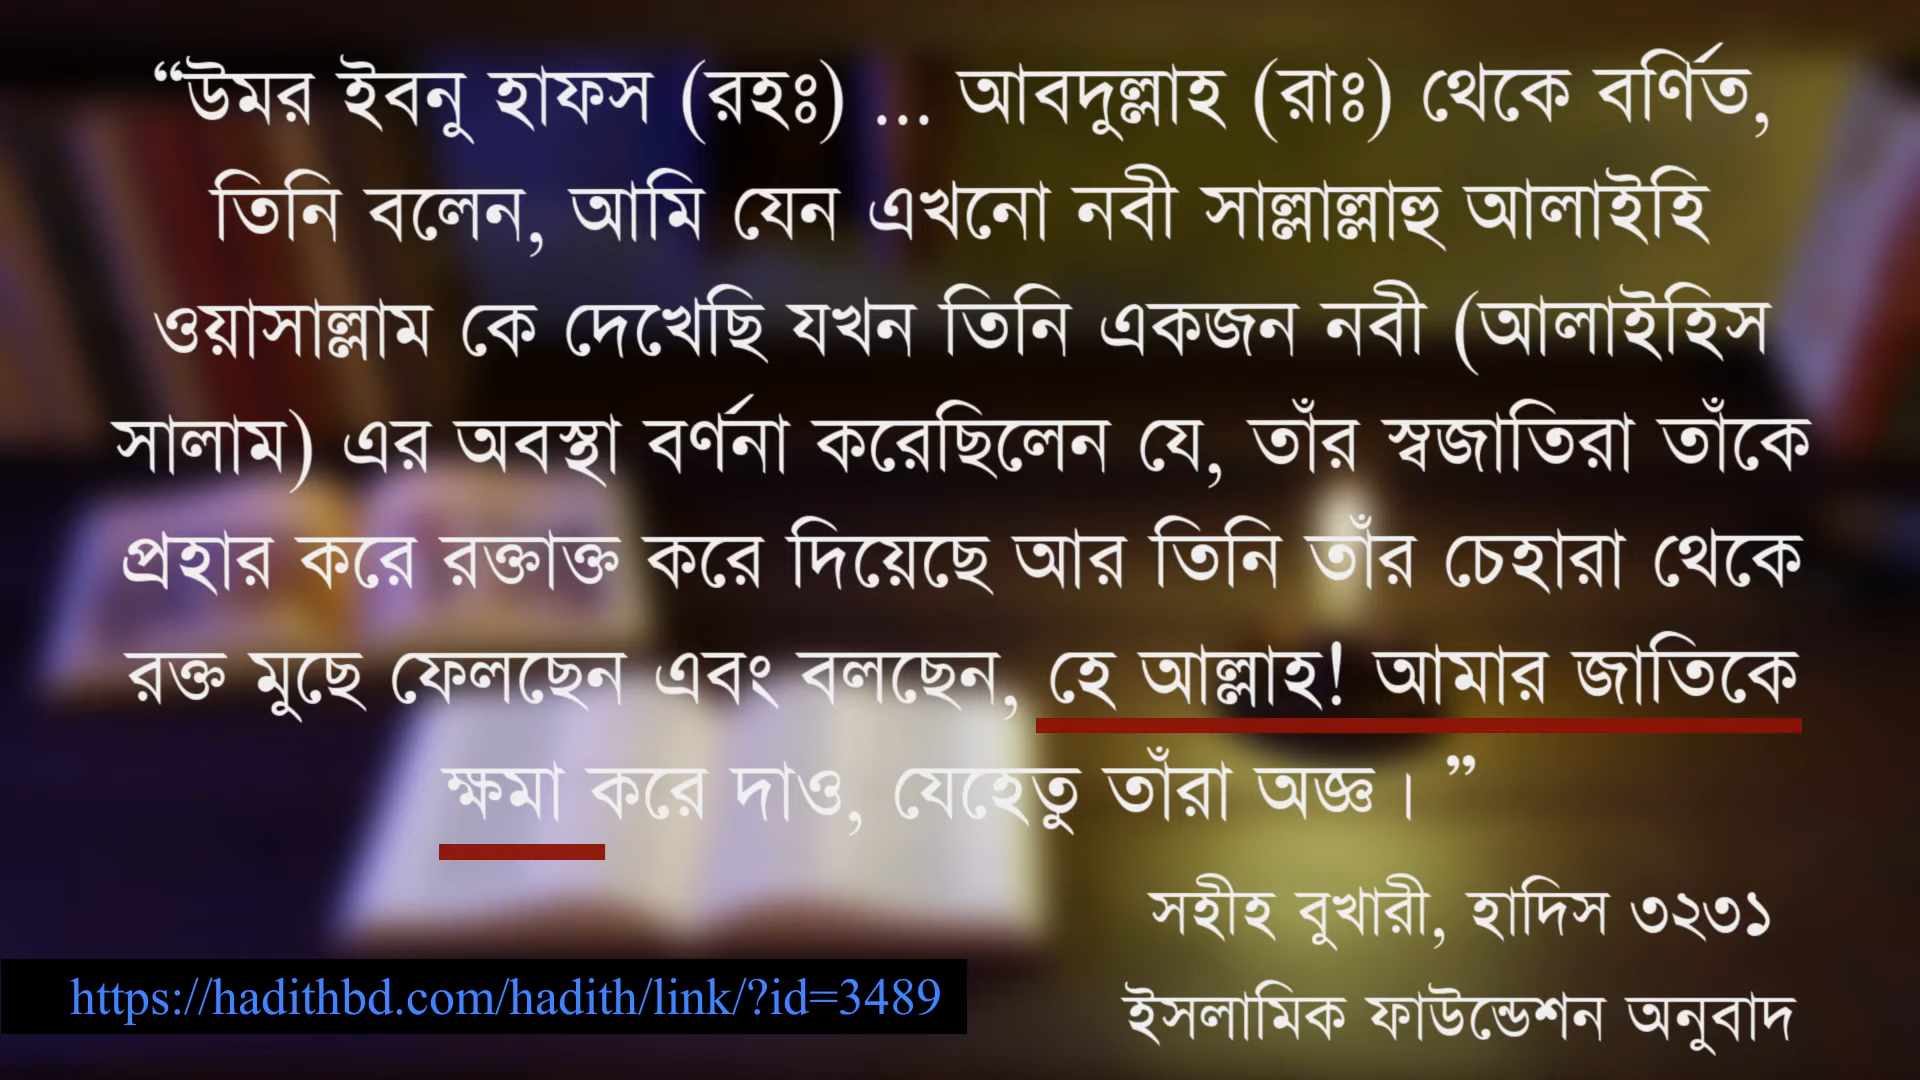 “উমর ইবনু হাফস (রহঃ) ... আবদুল্লাহ (রাঃ) থেকে বর্ণিত,
তিনি বলেন, আমি যেন এখনো নবী সাল্লাল্লাহু আলাইহি
ওয়াসাল্লাম কে দেখেছি যখন তিনি একজন নবী (আলাইহিস
সালাম) এর অবস্থা বর্ণনা করেছিলেন যে, তাঁর স্বজাতিরা তাঁকে
প্রহার করে রক্তাক্ত করে দিয়েছে আর তিনি তাঁর চেহারা থেকে
রক্ত মুছে ফেলছেন এবং বলছেন, হে আল্লাহ! আমার জাতিকে
ক্ষমা করে দাও, যেহেতু তাঁরা অজ্ঞ। ”
সহীহ বুখারী, হাদিস ৩২৩১
https://hadithbd.com/hadith/link/?id=3489
ইসলামিক ফাউন্ডেশন অনুবাদ